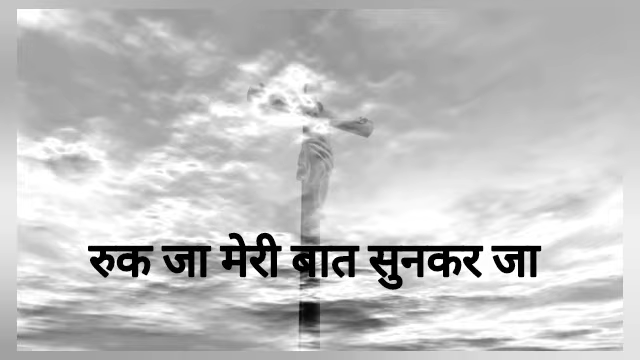 रुक जा मेरी बात सुनकर जा